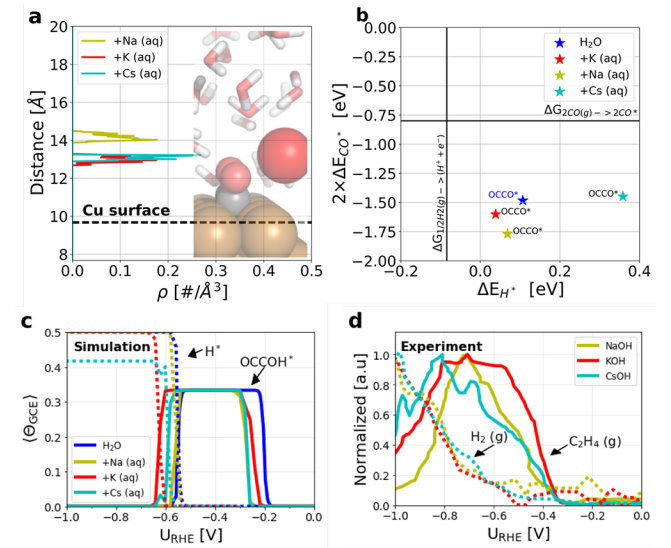 a
20
18
16
14
12
10
8
Distance [Å]
+Na (aq)
+K (aq)
+Cs (aq)
Cu surface
0.0 0.1 0.2 0.3 0.4 0.5
ρ [#/Å³]
b
0.00
−0.25
−0.50
−0.75
−1.00
−1.25
−1.50
−1.75
−2.00
2×ΔE_CO* [eV]
H₂O
+K (aq)
+Na (aq)
+Cs (aq)
ΔG_2CO(g)−>2CO*
ΔG_1/2H2(g)−>(H⁺ + e⁻)
OCCO*
OCCO*
OCCO*
OCCO*
−0.2 0.0 0.2 0.4
ΔE_H* [eV]
c
0.5
0.4
0.3
0.2
0.1
0.0
⟨Θ_GCE⟩
Simulation
H*
OCCOH*
H₂O
+Na (aq)
+K (aq)
+Cs (aq)
−1.0 −0.8 −0.6 −0.4 −0.2 0.0
U_RHE [V]
d
1.0
0.8
0.6
0.4
0.2
0.0
Normalized [a.u]
Experiment
NaOH
KOH
CsOH
H₂ (g)
C₂H₄ (g)
−1.0 −0.8 −0.6 −0.4 −0.2 0.0
U_RHE [V]